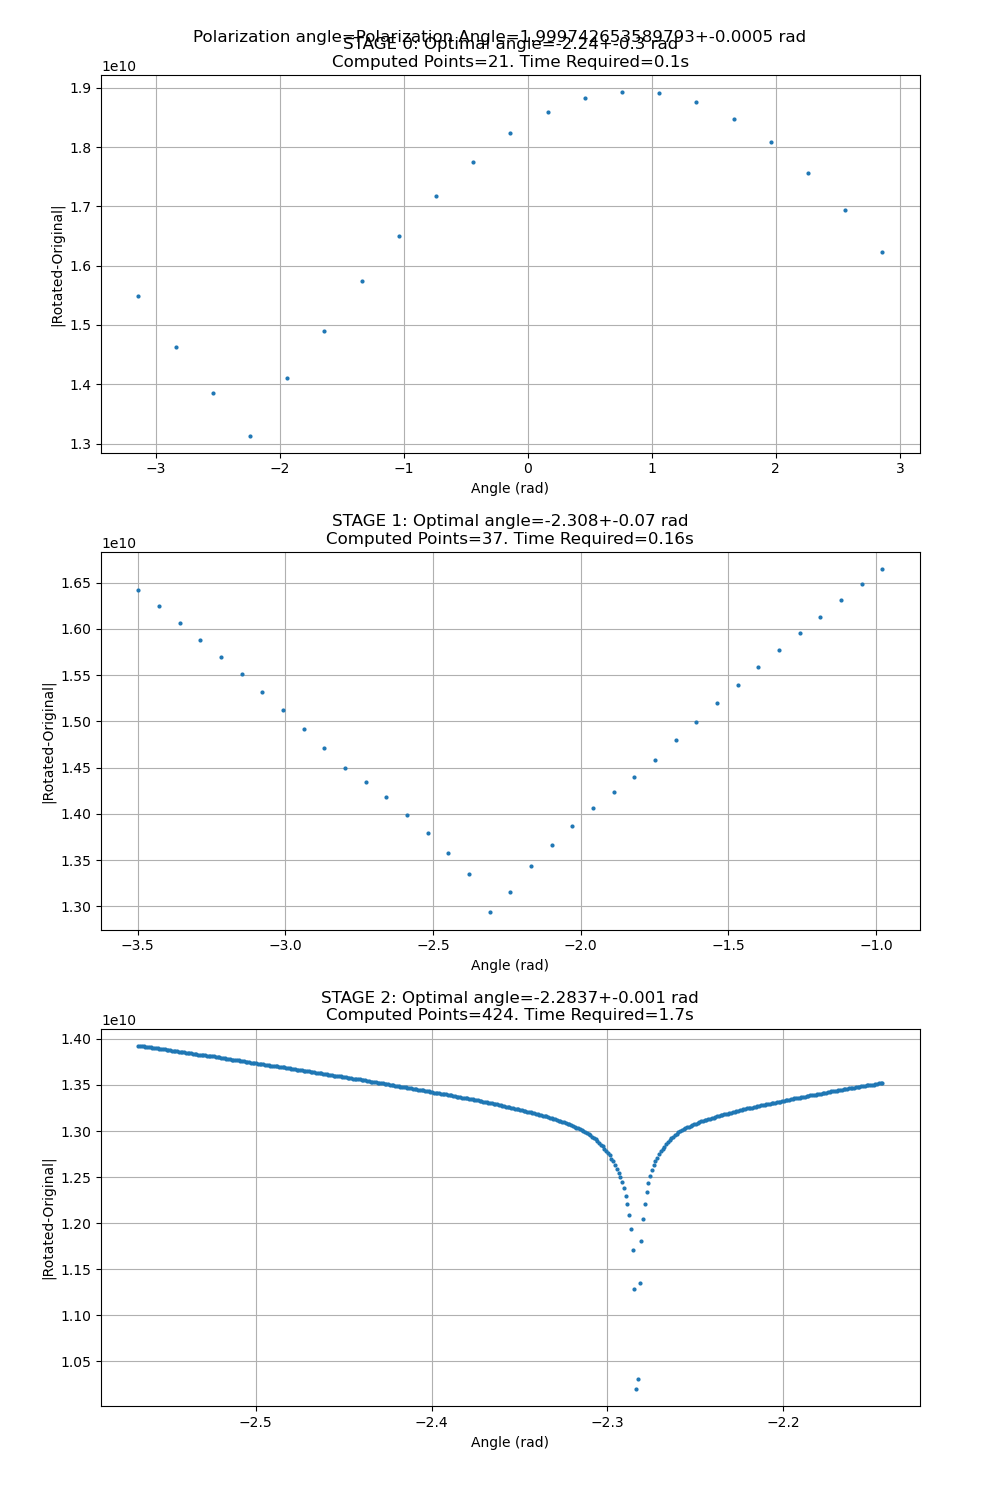 Polarization angle=Polarization Angle=1.999742653589793+-0.0005 rad
STAGE 0: Optimal angle=-2.24+-0.3 rad
Computed Points=21. Time Required=0.1s
1e10
1.9
1.8
1.7
1.6
1.5
1.4
1.3
|Rotated-Original|
−3 −2 −1 0 1 2 3
Angle (rad)
STAGE 1: Optimal angle=-2.308+-0.07 rad
Computed Points=37. Time Required=0.16s
1e10
1.65
1.60
1.55
1.50
1.45
1.40
1.35
1.30
|Rotated-Original|
−3.5 −3.0 −2.5 −2.0 −1.5 −1.0
Angle (rad)
STAGE 2: Optimal angle=-2.2837+-0.001 rad
Computed Points=424. Time Required=1.7s
1e10
1.40
1.35
1.30
1.25
1.20
1.15
1.10
1.05
|Rotated-Original|
−2.5 −2.4 −2.3 −2.2
Angle (rad)